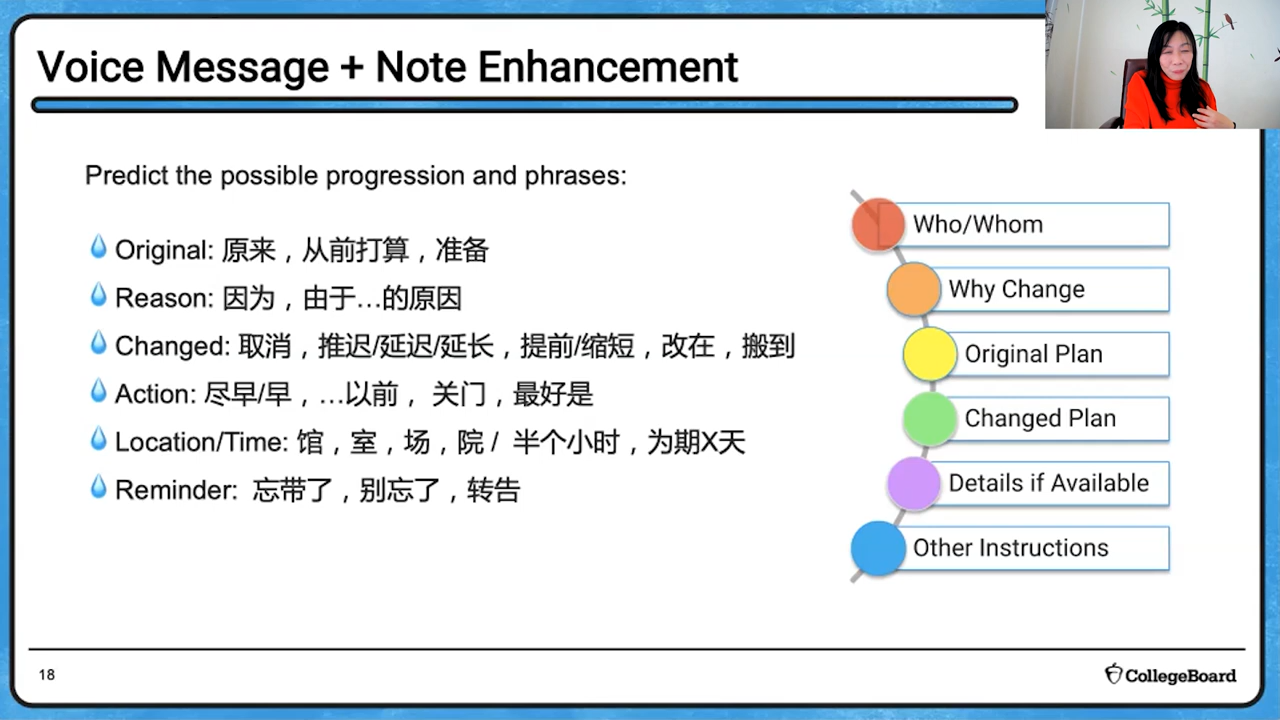 Voice Message + Note Enhancement
Predict the possible progression and phrases:
Original: 原来，从前打算，准备
Reason: 因为，由于…的原因
Changed: 取消，推迟/延迟/延长，提前/缩短，改在，搬到
Action: 尽早/早，…以前， 关门，最好是
Location/Time: 馆，室，场，院 / 半个小时，为期X天
Reminder: 忘带了，别忘了，转告
Who/Whom
Why Change
Original Plan
Changed Plan
Details if Available
Other Instructions
18
CollegeBoard